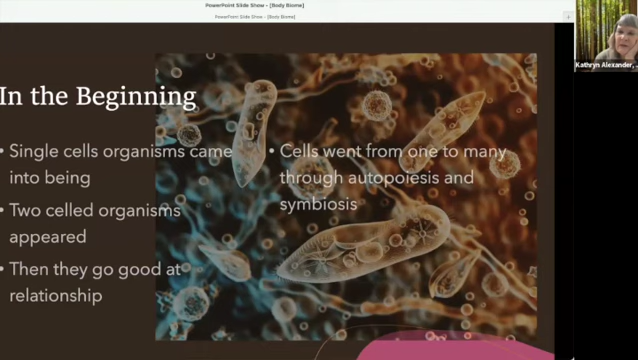 PowerPoint Slide Show - [Body Biome]
PowerPoint Slide Show - [Body Biome]
In the Beginning
• Single cells organisms came
into being
• Two celled organisms
appeared
• Then they go good at
relationship
• Cells went from one to many
through autopoiesis and
symbiosis
Kathryn Alexander, ..